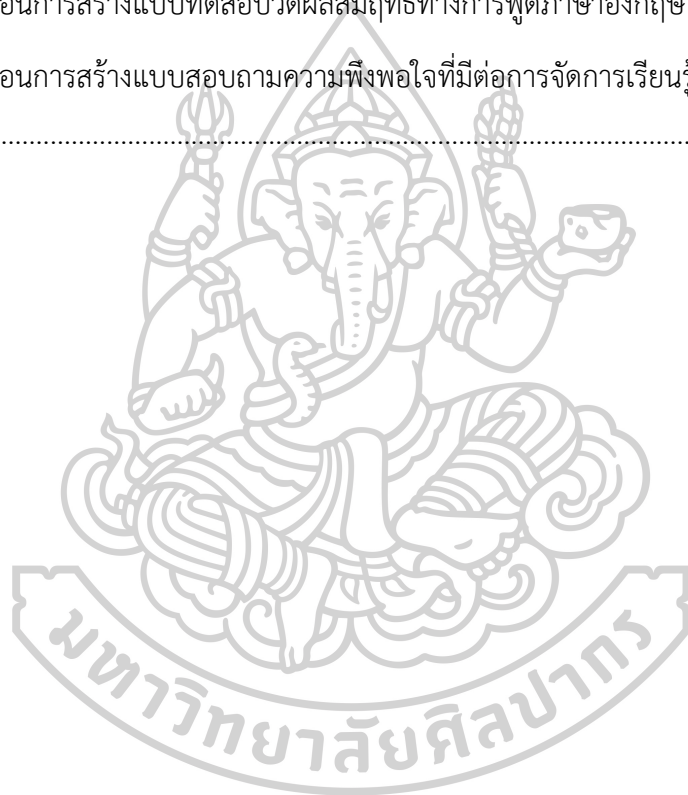 อนการสร้างแบบทดสอบวัดผลสัมฤทธิ์ทางการพูดภาษาอังกฤษ
อนการสร้างแบบสอบถามความพึงพอใจที่มีต่อการจัดการเรียนรู้
....................................................................................................
มหาวิทยาลัยศิลปากร